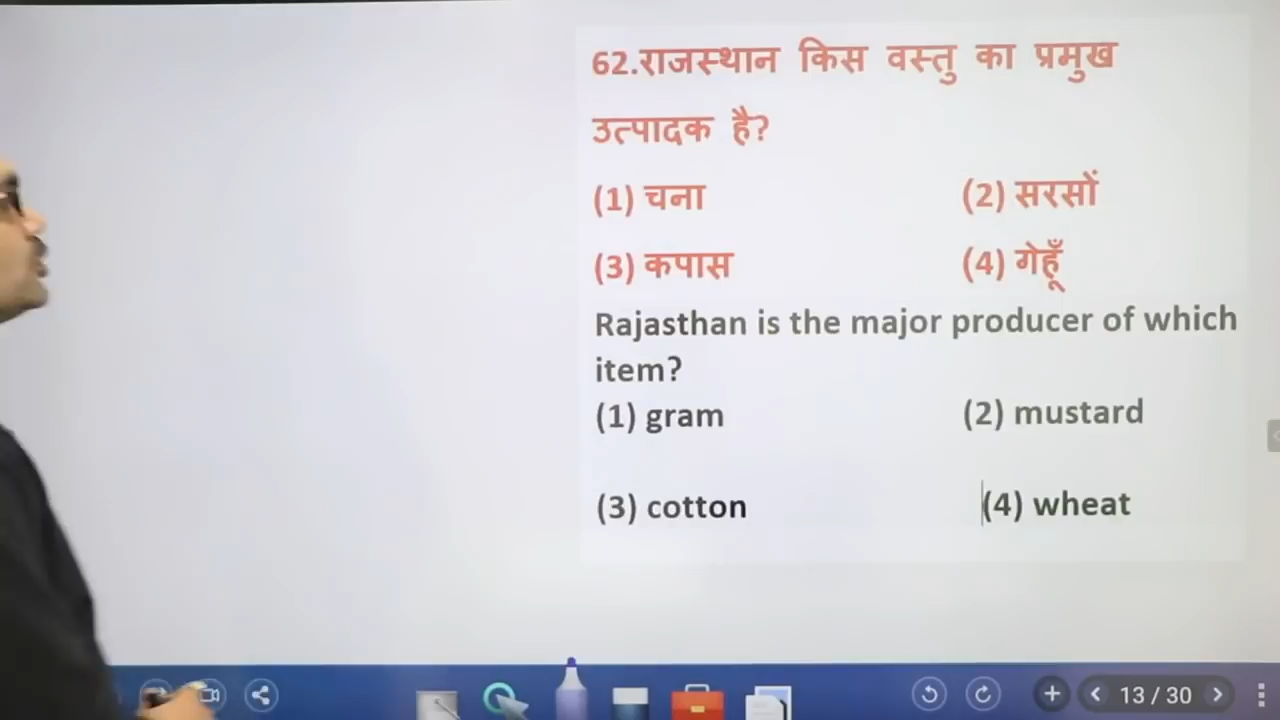 62.राजस्थान किस वस्तु का प्रमुख
उत्पादक है?
(1) चना (2) सरसों
(3) कपास (4) गेहूँ
Rajasthan is the major producer of which
item?
(1) gram (2) mustard
(3) cotton (4) wheat
13 / 30